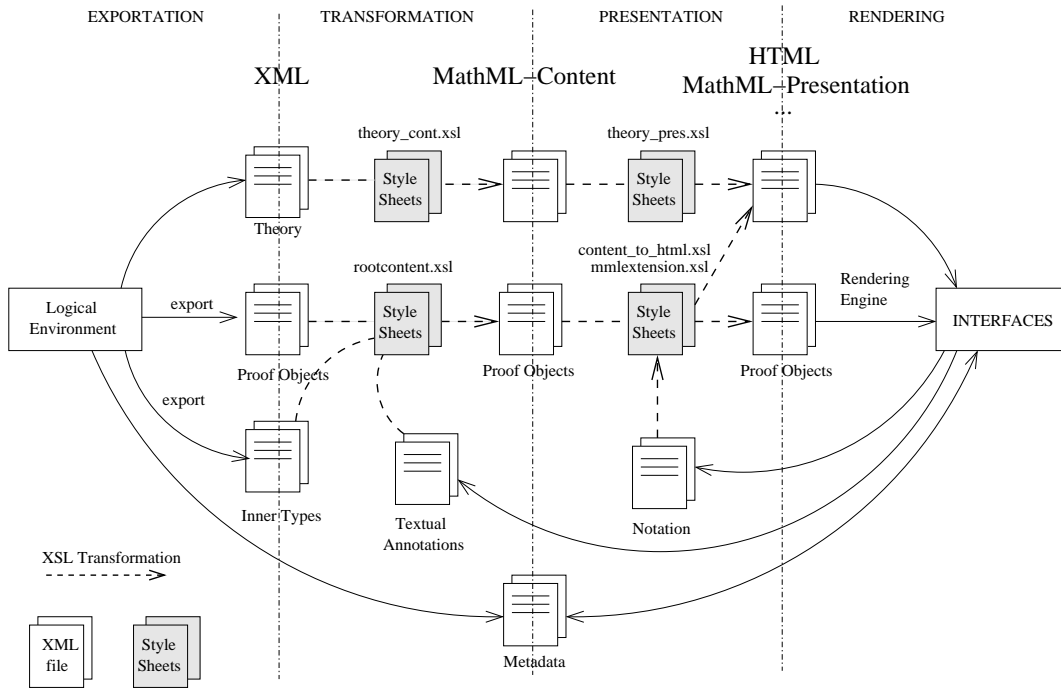 EXPORTATION
TRANSFORMATION
PRESENTATION
RENDERING
XML
MathML–Content
HTML
MathML–Presentation
...
theory_cont.xsl
theory_pres.xsl
Style
Sheets
Style
Sheets
Theory
rootcontent.xsl
content_to_html.xsl
mmlextension.xsl
Logical
Environment
export
Style
Sheets
Style
Sheets
Rendering
Engine
INTERFACES
Proof Objects
Proof Objects
Proof Objects
export
Inner Types
Textual
Annotations
Notation
XSL Transformation
XML
file
Style
Sheets
Metadata